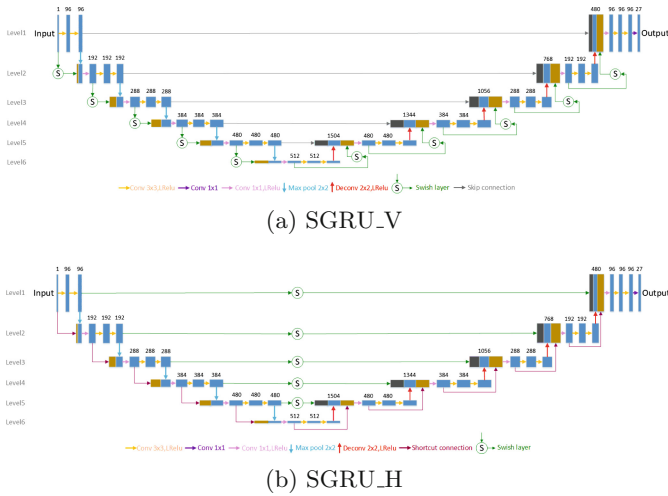 1 96 96 480 96 96 96 27
Level1 Input Output
192 192 192 768 192 192
Level2 S S
288 288 288 1056 288 288
Level3 S S
384 384 384 1344 384 384
Level4 S S
480 480 480 1504 480 480
Level5 S S
512 512
Level6 S S
Conv 3x3,LRelu Conv 1x1 Conv 1x1,LRelu Max pool 2x2 Deconv 2x2,LRelu S Swish layer Skip connection
(a) SGRU_V
1 96 96 480 96 96 96 27
Level1 Input S Output
192 192 192 768 192 192
Level2 S
288 288 288 1056 288 288
Level3 S
384 384 384 1344 384 384
Level4 S
480 480 480 1504 480 480
Level5 S
512 512
Level6
Conv 3x3,LRelu Conv 1x1 Conv 1x1,LRelu Max pool 2x2 Deconv 2x2,LRelu Shortcut connection S Swish layer
(b) SGRU_H